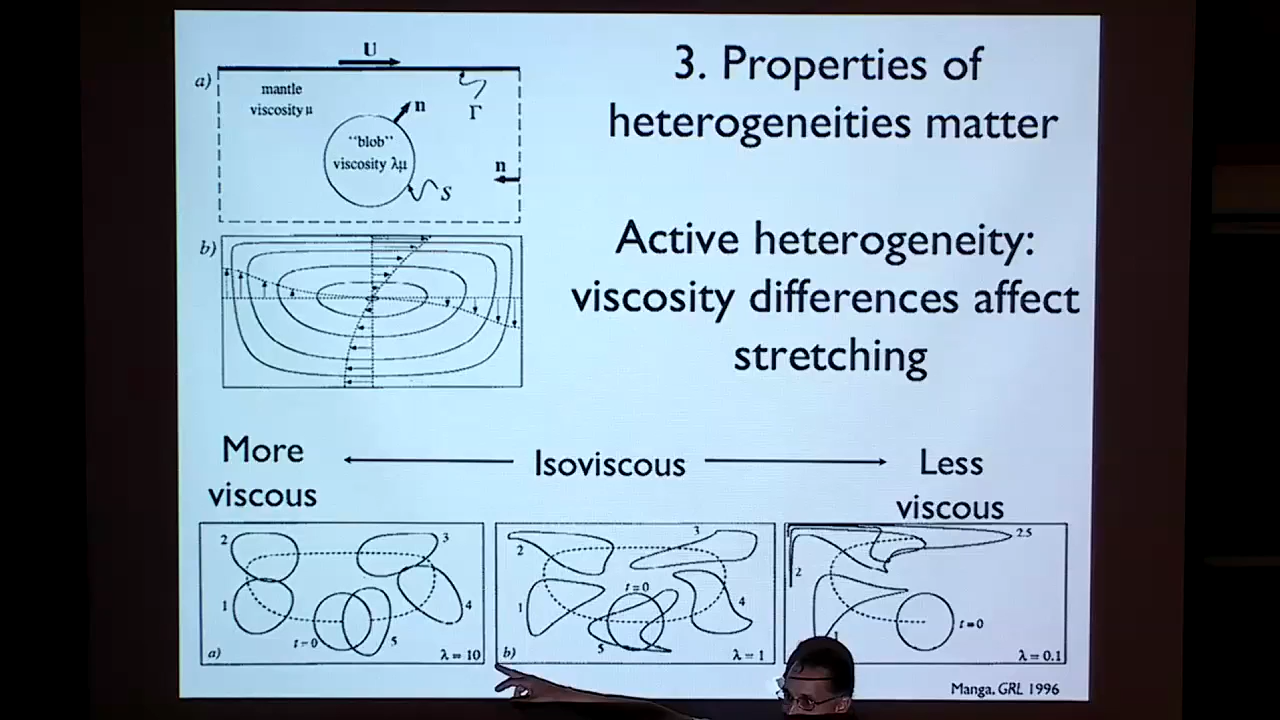 3. Properties of
heterogeneities matter
Active heterogeneity:
viscosity differences affect
stretching
a)
U
mantle
viscosity μ
n
Γ
"blob"
viscosity λμ
n
S
b)
More
viscous
Isoviscous
Less
viscous
2
3
1
4
t=0
5
a)
λ = 10
2
3
t=0
1
4
5
b)
λ = 1
2.5
2
t=0
1
λ = 0.1
Manga, GRL 1996